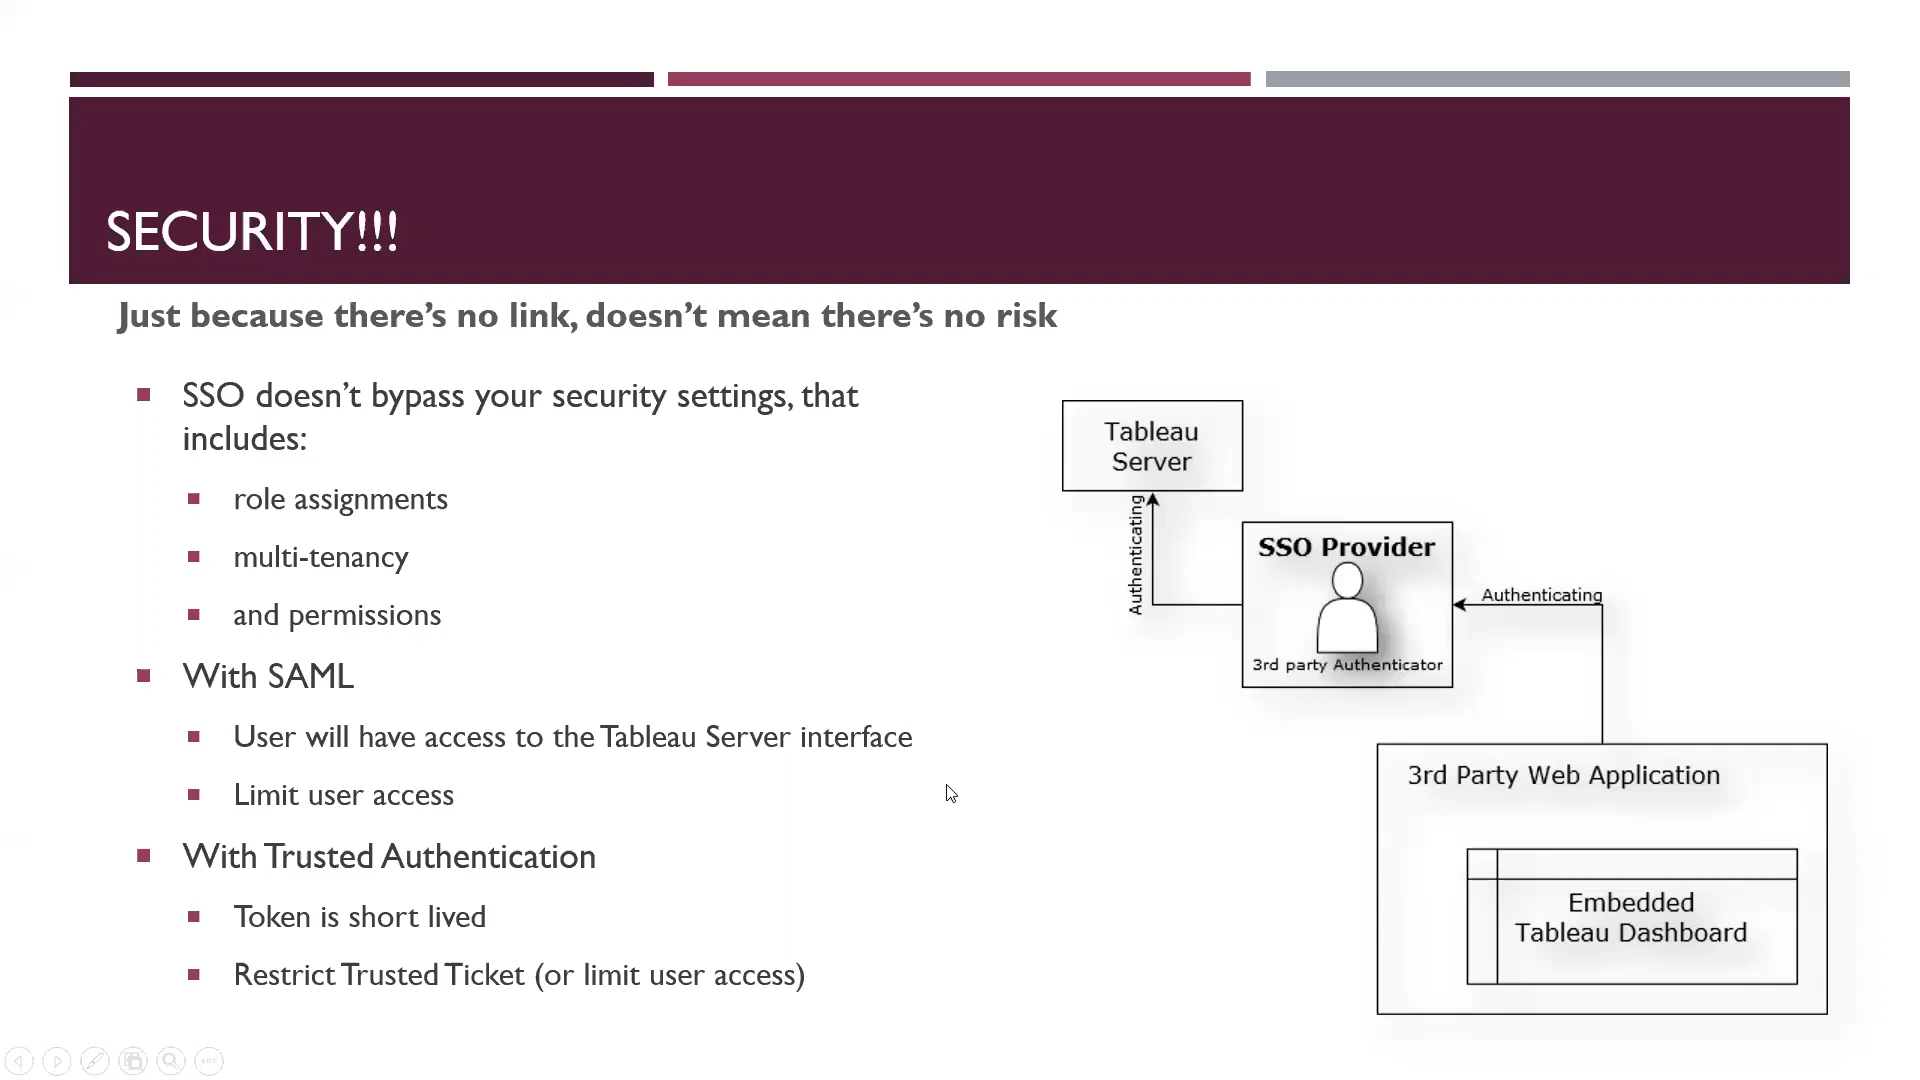 SECURITY!!!
Just because there’s no link, doesn’t mean there’s no risk
SSO doesn’t bypass your security settings, that
includes:
role assignments
multi-tenancy
and permissions
With SAML
User will have access to the Tableau Server interface
Limit user access
With Trusted Authentication
Token is short lived
Restrict Trusted Ticket (or limit user access)
Tableau
Server
Authenticating
SSO Provider
3rd party Authenticator
Authenticating
3rd Party Web Application
Embedded
Tableau Dashboard